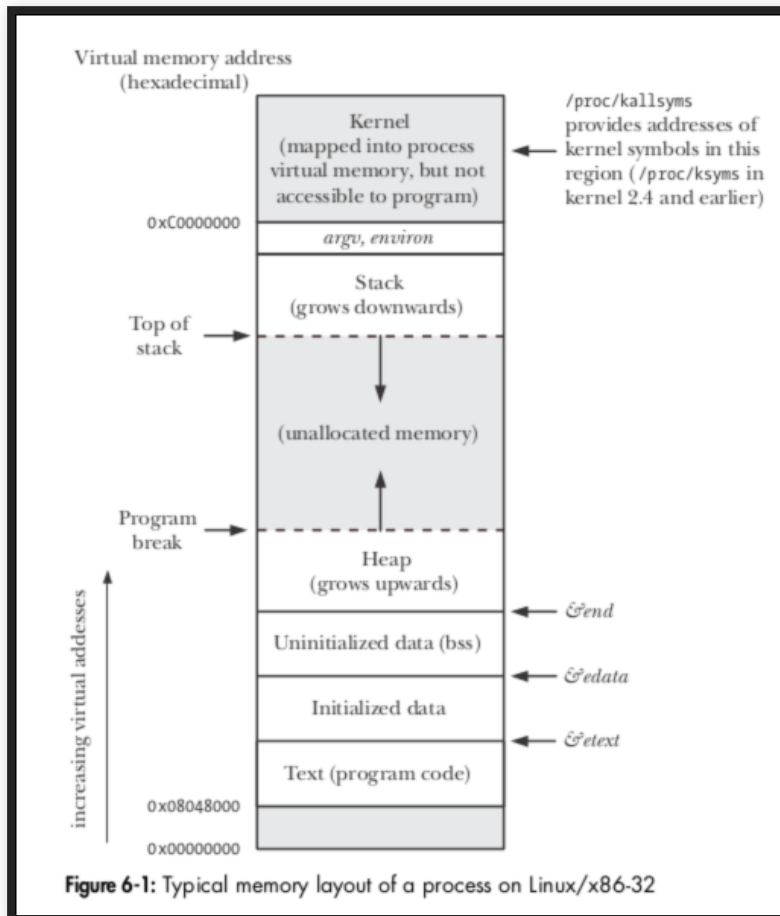 Virtual memory address
(hexadecimal)
/proc/kallsyms
provides addresses of
kernel symbols in this
region (/proc/ksyms in
kernel 2.4 and earlier)
Kernel
(mapped into process
virtual memory, but not
accessible to program)
0xC0000000
argv, environ
Stack
(grows downwards)
Top of
stack
(unallocated memory)
Program
break
Heap
(grows upwards)
&end
Uninitialized data (bss)
&edata
Initialized data
&etext
Text (program code)
increasing virtual addesses
0x08048000
0x00000000
Figure 6-1: Typical memory layout of a process on Linux/x86-32